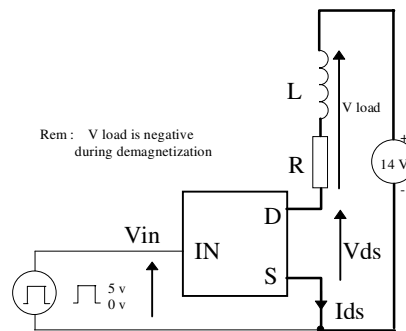 L
V load
+
14 V
-
Rem : V load is negative
during demagnetization
R
D
Vin
IN
Vds
S
5 v
0 v
Ids